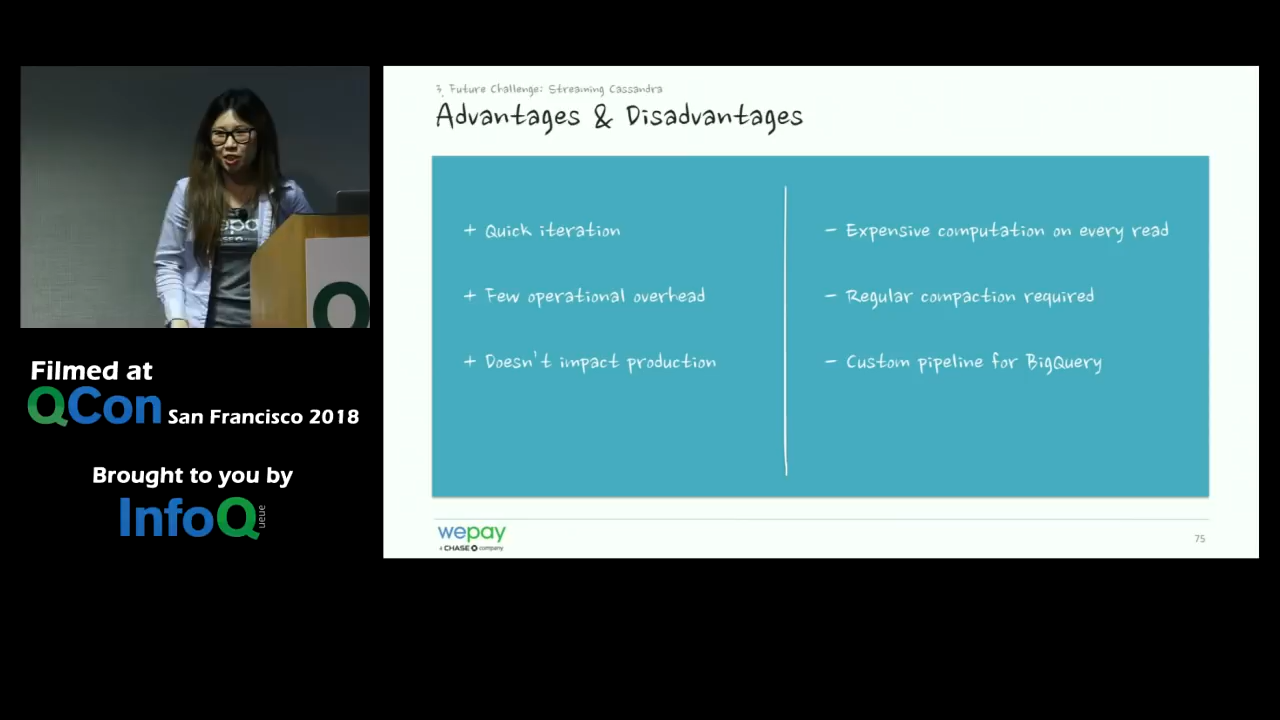 3. Future Challenge: Streaming Cassandra
Advantages & Disadvantages
+ Quick iteration
+ Few operational overhead
+ Doesn't impact production
- Expensive computation on every read
- Regular compaction required
- Custom pipeline for BigQuery
wepay
a CHASE company
75
Filmed at
QCon San Francisco 2018
Brought to you by
InfoQueue